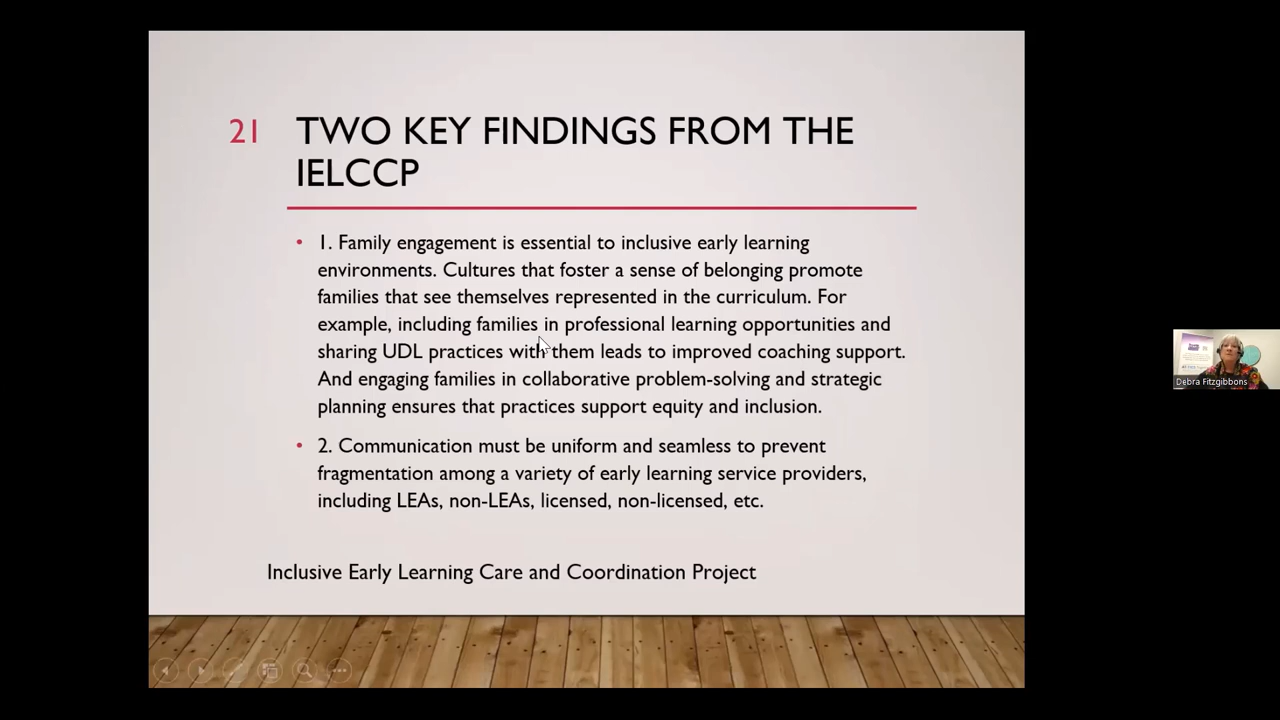 21
TWO KEY FINDINGS FROM THE
IELCCP
• 1. Family engagement is essential to inclusive early learning
environments. Cultures that foster a sense of belonging promote
families that see themselves represented in the curriculum. For
example, including families in professional learning opportunities and
sharing UDL practices with them leads to improved coaching support.
And engaging families in collaborative problem-solving and strategic
planning ensures that practices support equity and inclusion.
• 2. Communication must be uniform and seamless to prevent
fragmentation among a variety of early learning service providers,
including LEAs, non-LEAs, licensed, non-licensed, etc.
Inclusive Early Learning Care and Coordination Project
Debra Fitzgibbons